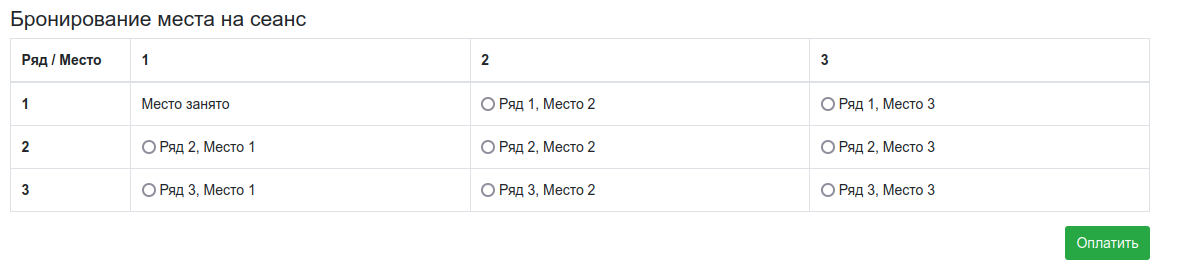 Бронирование места на сеанс
Ряд / Место 1 2 3
1 Место занято Ряд 1, Место 2 Ряд 1, Место 3
2 Ряд 2, Место 1 Ряд 2, Место 2 Ряд 2, Место 3
3 Ряд 3, Место 1 Ряд 3, Место 2 Ряд 3, Место 3
Оплатить